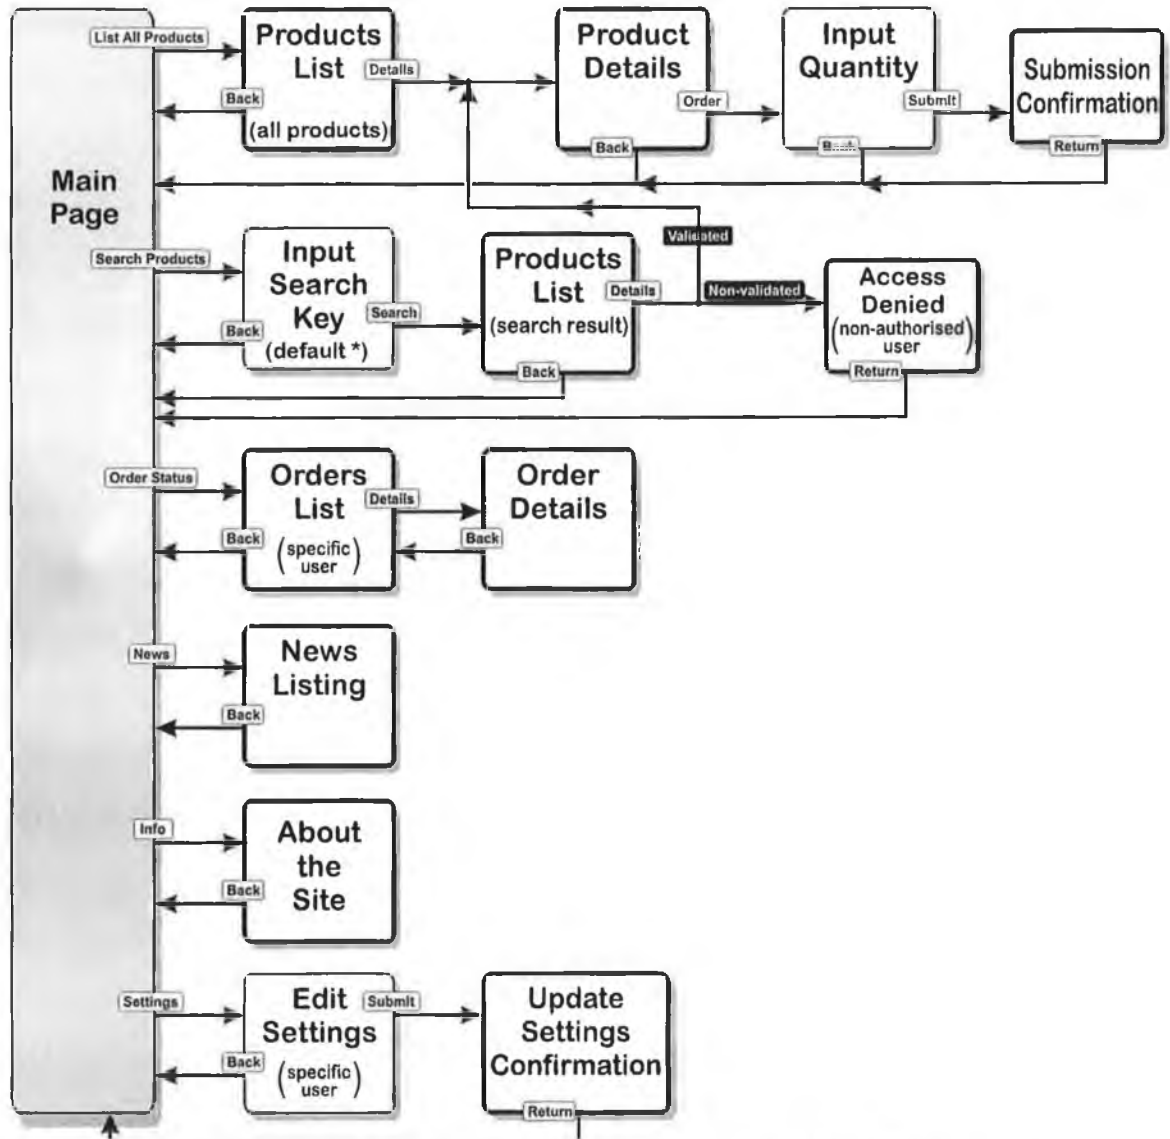 Main
Page
List All Products
Products
List
(all products)
Details
Back
Product
Details
Order
Back
Input
Quantity
Submit
Submission
Confirmation
Return
Search Products
Input
Search
Key
(default *)
Search
Back
Products
List
(search result)
Details
Back
Validated
Non-validated
Access
Denied
(non-authorised
user)
Return
Order Status
Orders
List
(specific
user)
Details
Back
Order
Details
Back
News
News
Listing
Back
Info
About
the
Site
Back
Settings
Edit
Settings
(specific
user)
Submit
Back
Update
Settings
Confirmation
Return